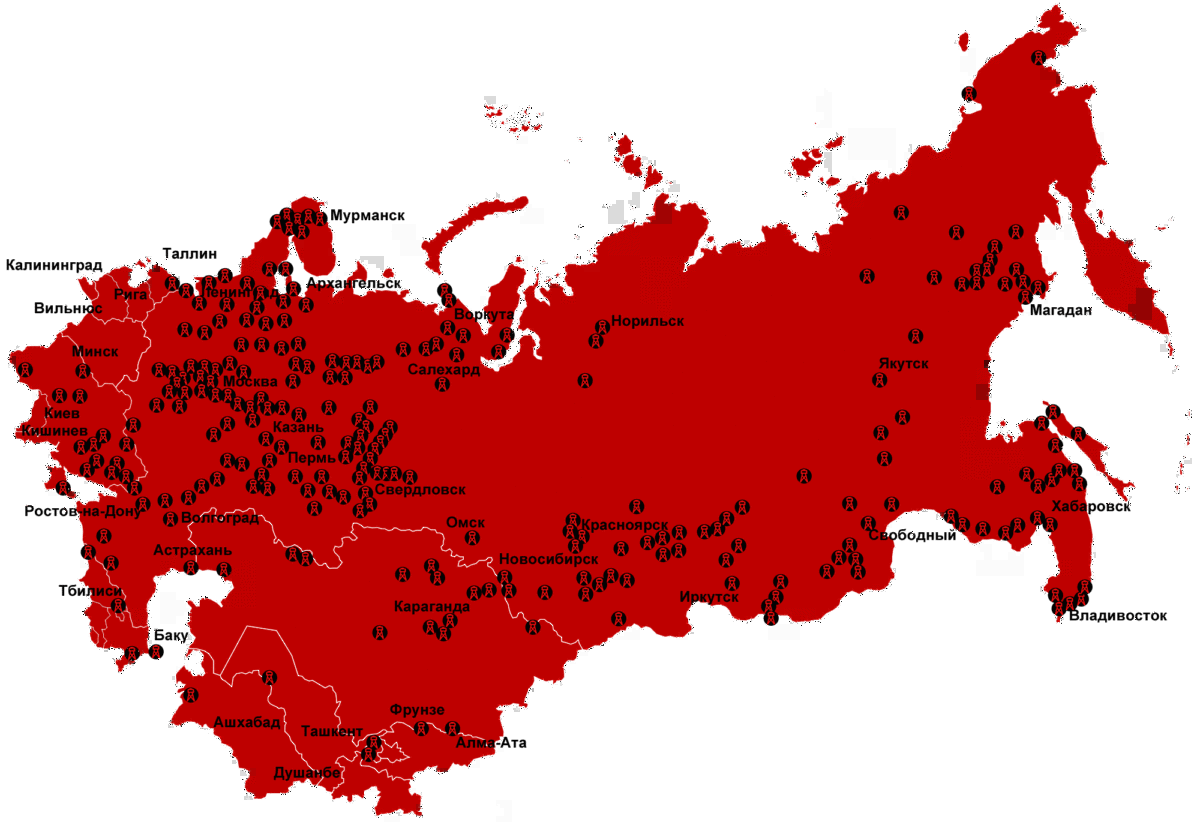 Мурманск
Таллин
Калининград
Архангельск
Рига
Ленинград
Вильнюс
Воркута
Норильск
Магадан
Минск
Якутск
Салехард
Москва
Киев
Казань
Кишинев
Пермь
Свердловск
Хабаровск
Ростов-на-Дону
Волгоград
Омск
Красноярск
Свободный
Астрахань
Новосибирск
Тбилиси
Иркутск
Караганда
Владивосток
Баку
Фрунзе
Ашхабад
Ташкент
Алма-Ата
Душанбе